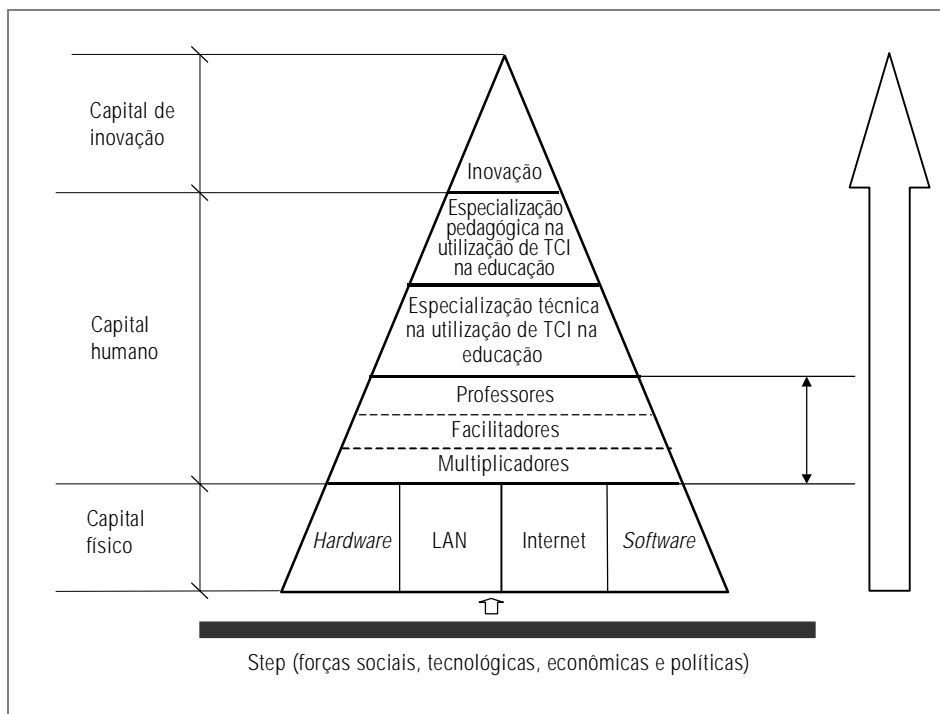 Capital de
inovação
Inovação
Especialização
pedagógica na
utilização de TCI
na educação
Capital
humano
Especialização técnica
na utilização de TCI na
educação
Professores
Facilitadores
Multiplicadores
Capital
físico
Hardware
LAN
Internet
Software
Step (forças sociais, tecnológicas, econômicas e políticas)